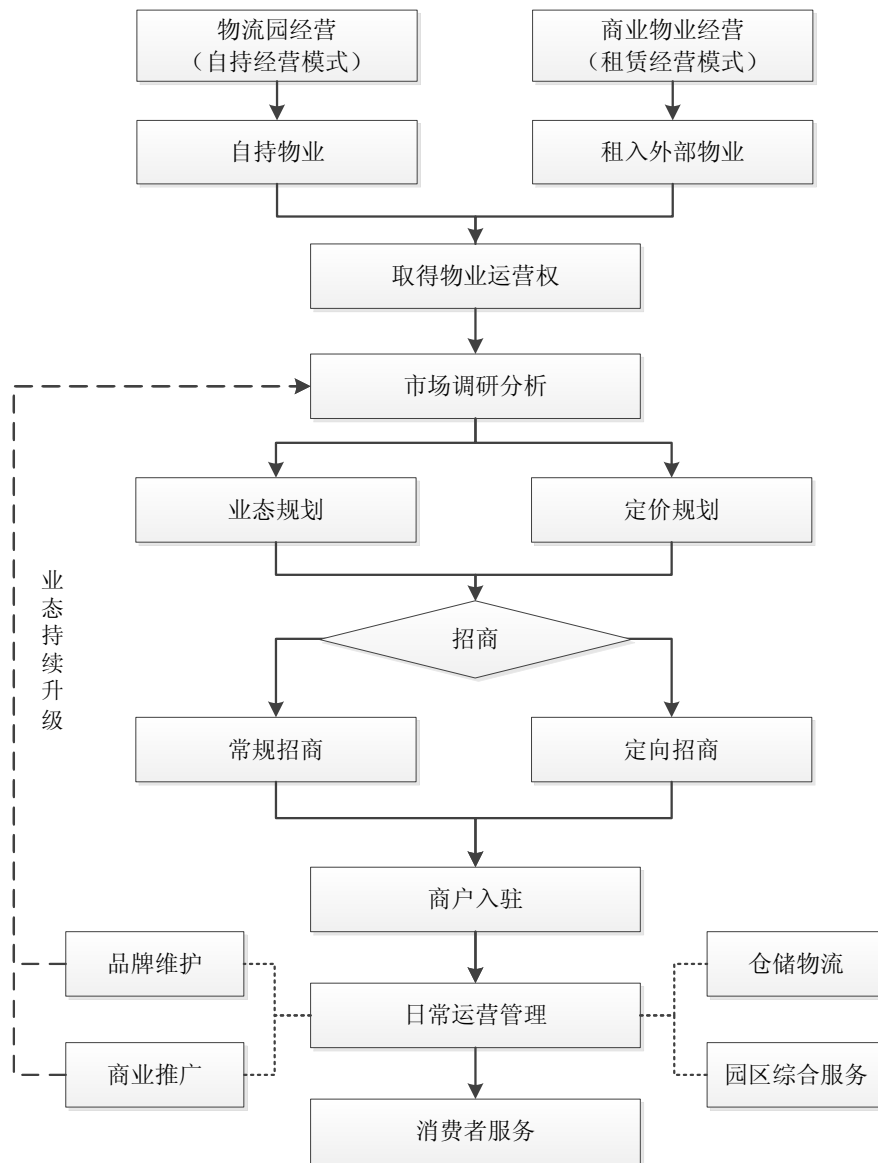 物流园经营
（自持经营模式）
商业物业经营
（租赁经营模式）
自持物业
租入外部物业
取得物业运营权
市场调研分析
业态规划
定价规划
业态持续升级
招商
常规招商
定向招商
商户入驻
品牌维护
仓储物流
日常运营管理
商业推广
园区综合服务
消费者服务